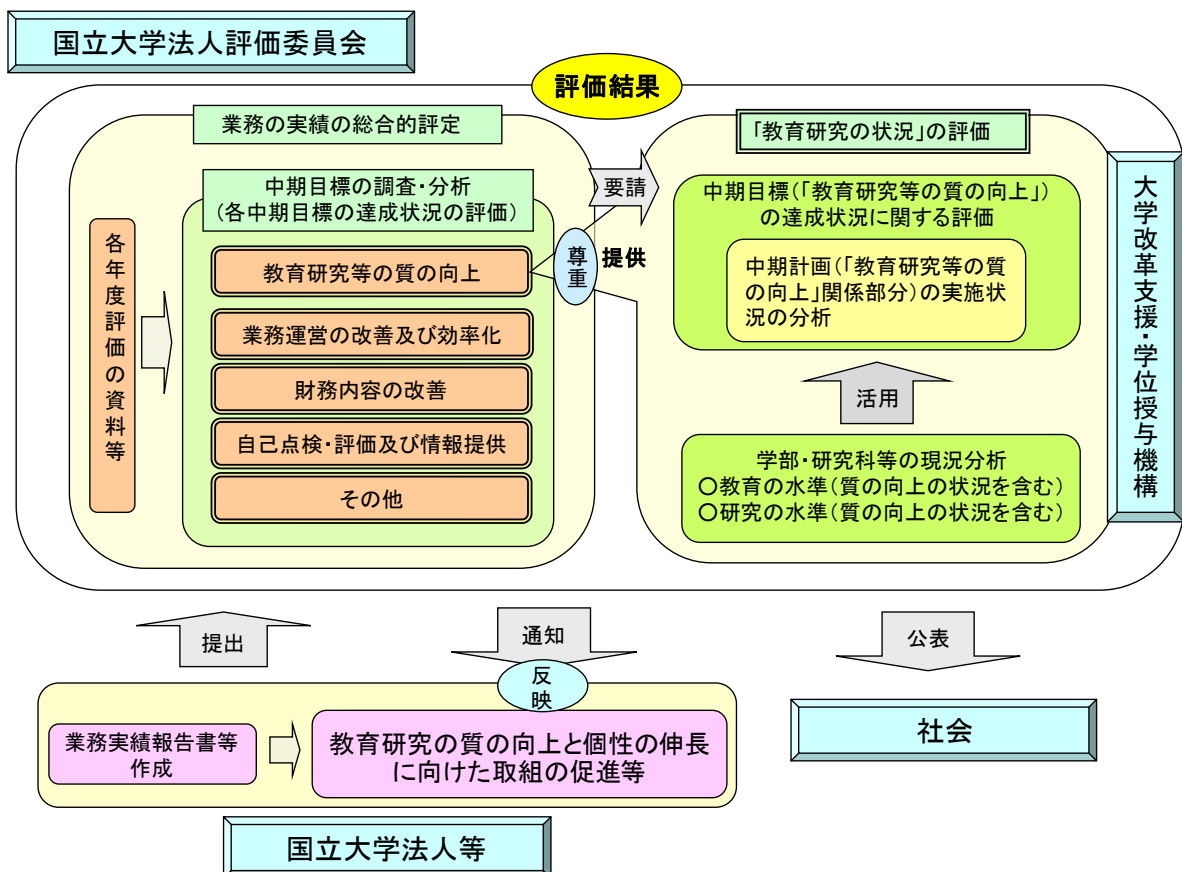 国立大学法人評価委員会
評価結果
業務の実績の総合的評定
中期目標の調査・分析
(各中期目標の達成状況の評価)
各年度評価の資料等
教育研究等の質の向上
業務運営の改善及び効率化
財務内容の改善
自己点検・評価及び情報提供
その他
要請
尊重
提供
「教育研究の状況」の評価
中期目標(「教育研究等の質の向上」)
の達成状況に関する評価
中期計画(「教育研究等の質
の向上」関係部分)の実施状
況の分析
活用
学部・研究科等の現況分析
○教育の水準(質の向上の状況を含む)
○研究の水準(質の向上の状況を含む)
大学改革支援・学位授与機構
提出
通知
公表
反映
業務実績報告書等
作成
教育研究の質の向上と個性の伸長
に向けた取組の促進等
社会
国立大学法人等